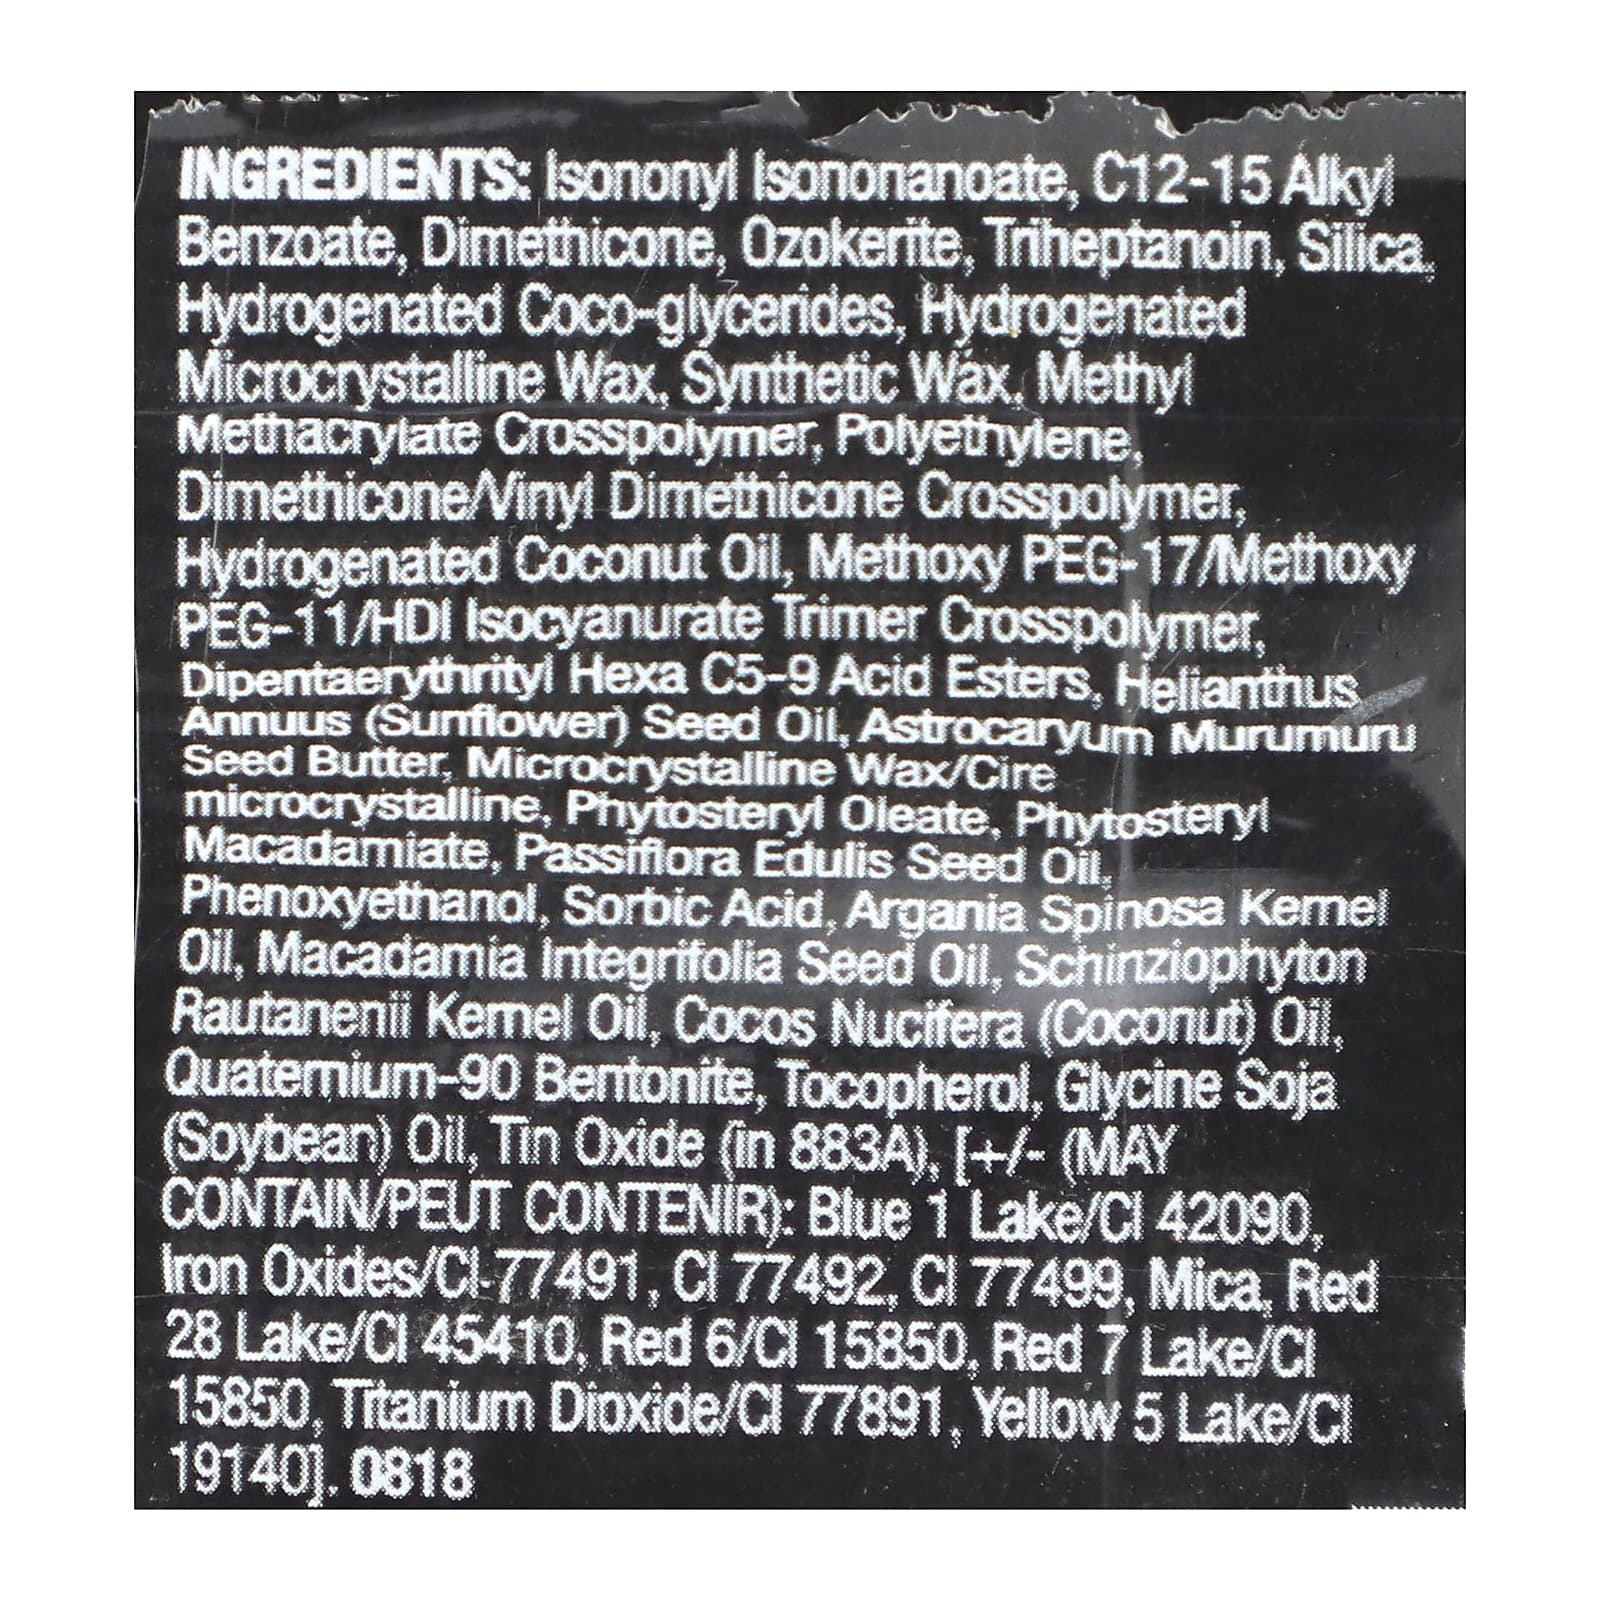 INGREDIENTS: Isononyl Isononanoate, C12-15 Alkyl
Benzoate, Dimethicone, Ozokerite, Triheptanoin, Silica,
Hydrogenated Coco-glycerides, Hydrogenated
Microcrystalline Wax, Synthetic Wax, Methyl
Methacrylate Crosspolymer, Polyethylene,
Dimethicone/Vinyl Dimethicone Crosspolymer,
Hydrogenated Coconut Oil, Methoxy PEG-17/Methoxy
PEG-11/HDI Isocyanurate Trimer Crosspolymer,
Dipentaerythrityl Hexa C5-9 Acid Esters, Helianthus
Annuus (Sunflower) Seed Oil, Astrocaryum Murumuru
Seed Butter, Microcrystalline Wax/Cire
microcrystalline, Phytosteryl Oleate, Phytosteryl
Macadamiate, Passiflora Edulis Seed Oil,
Phenoxyethanol, Sorbic Acid, Argania Spinosa Kernel
Oil, Macadamia Integrifolia Seed Oil, Schinziophyton
Rautanenii Kernel Oil, Cocos Nucifera (Coconut) Oil,
Quaternium-90 Bentonite, Tocopherol, Glycine Soja
(Soybean) Oil, Tin Oxide (in 883A), [+/- (MAY
CONTAIN/PEUT CONTENIR): Blue 1 Lake/CI 42090,
Iron Oxides/CI 77491, CI 77492, CI 77499, Mica, Red
28 Lake/CI 45410, Red 6/CI 15850, Red 7 Lake/CI
15850, Titanium Dioxide/CI 77891, Yellow 5 Lake/CI
19140]. 0818